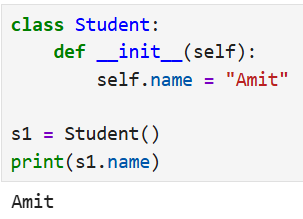 class Student:
    def __init__(self):
        self.name = "Amit"

s1 = Student()
print(s1.name)
Amit